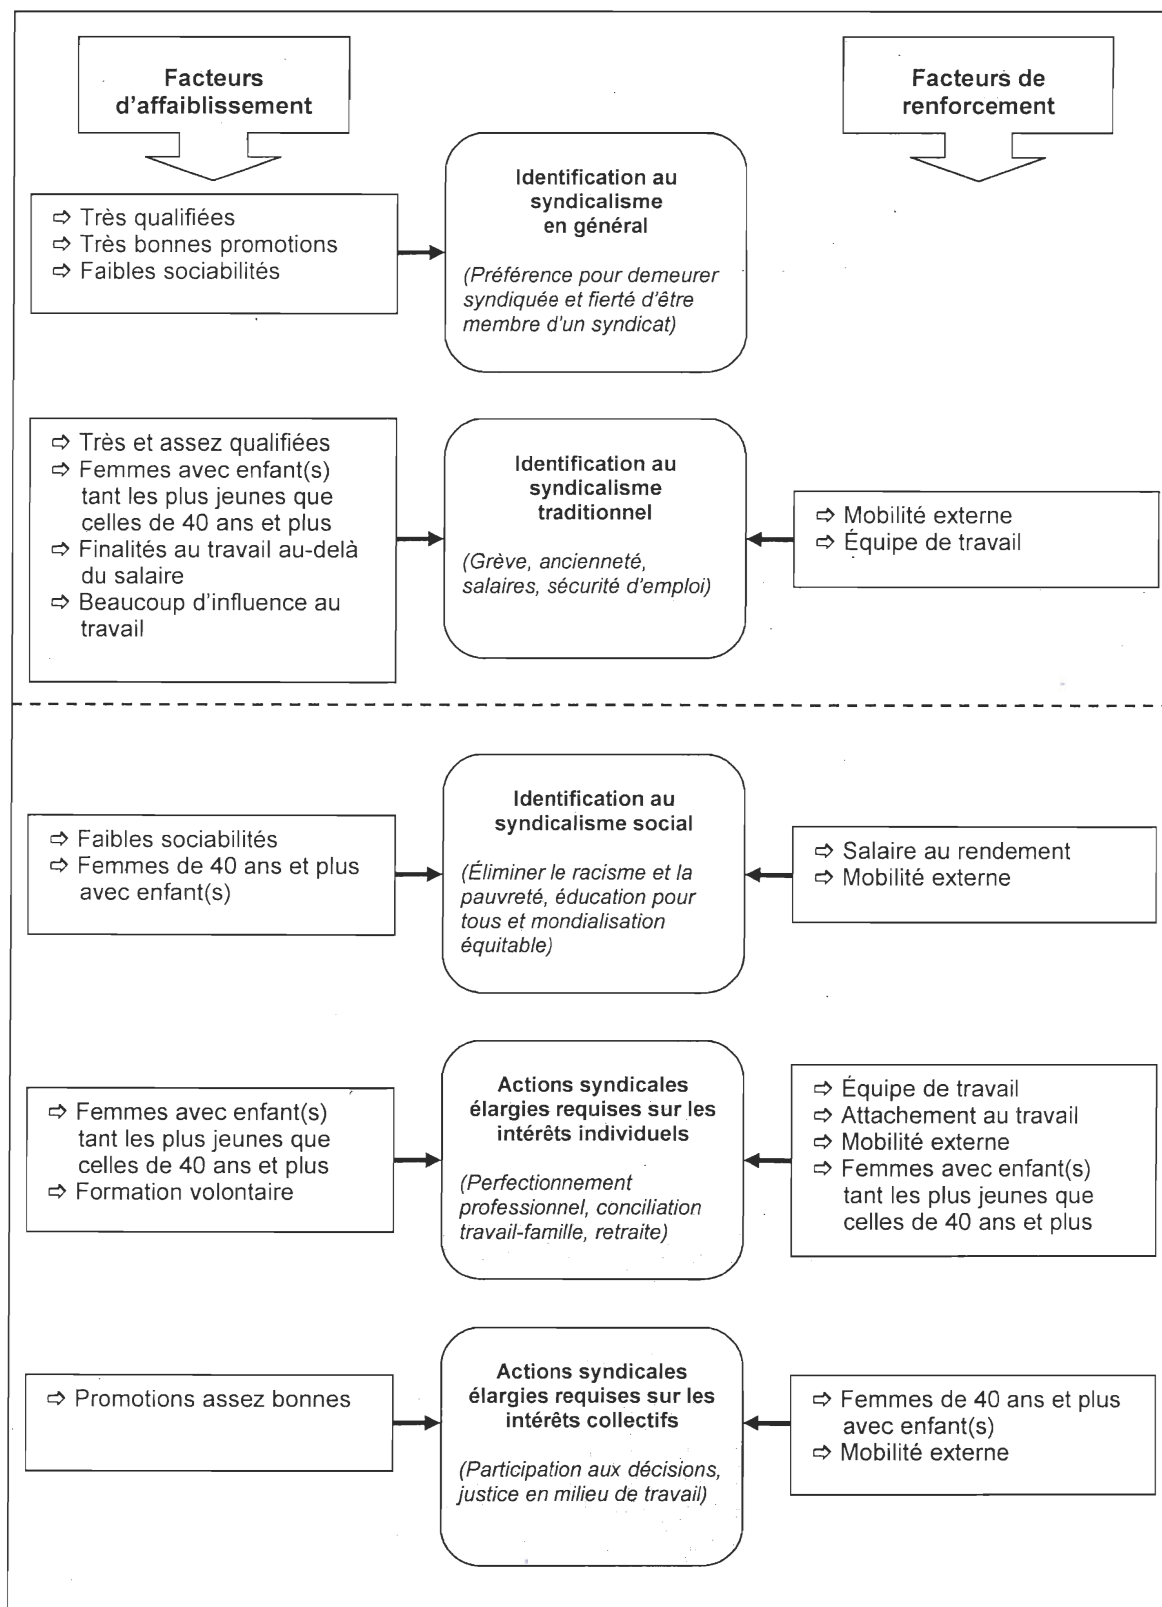 Facteurs
d'affaiblissement
Facteurs de
renforcement
⇨ Très qualifiées
⇨ Très bonnes promotions
⇨ Faibles sociabilités
Identification au
syndicalisme
en général
(Préférence pour demeurer
syndiquée et fierté d'être
membre d'un syndicat)
⇨ Très et assez qualifiées
⇨ Femmes avec enfant(s)
tant les plus jeunes que
celles de 40 ans et plus
⇨ Finalités au travail au-delà
du salaire
⇨ Beaucoup d'influence au
travail
Identification au
syndicalisme
traditionnel
(Grève, ancienneté,
salaires, sécurité d'emploi)
⇨ Mobilité externe
⇨ Équipe de travail
⇨ Faibles sociabilités
⇨ Femmes de 40 ans et plus
avec enfant(s)
Identification au
syndicalisme social
(Éliminer le racisme et la
pauvreté, éducation pour
tous et mondialisation
équitable)
⇨ Salaire au rendement
⇨ Mobilité externe
⇨ Femmes avec enfant(s)
tant les plus jeunes que
celles de 40 ans et plus
⇨ Formation volontaire
Actions syndicales
élargies requises sur les
intérêts individuels
(Perfectionnement
professionnel, conciliation
travail-famille, retraite)
⇨ Équipe de travail
⇨ Attachement au travail
⇨ Mobilité externe
⇨ Femmes avec enfant(s)
tant les plus jeunes que
celles de 40 ans et plus
⇨ Promotions assez bonnes
Actions syndicales
élargies requises sur les
intérêts collectifs
(Participation aux décisions,
justice en milieu de travail)
⇨ Femmes de 40 ans et plus
avec enfant(s)
⇨ Mobilité externe